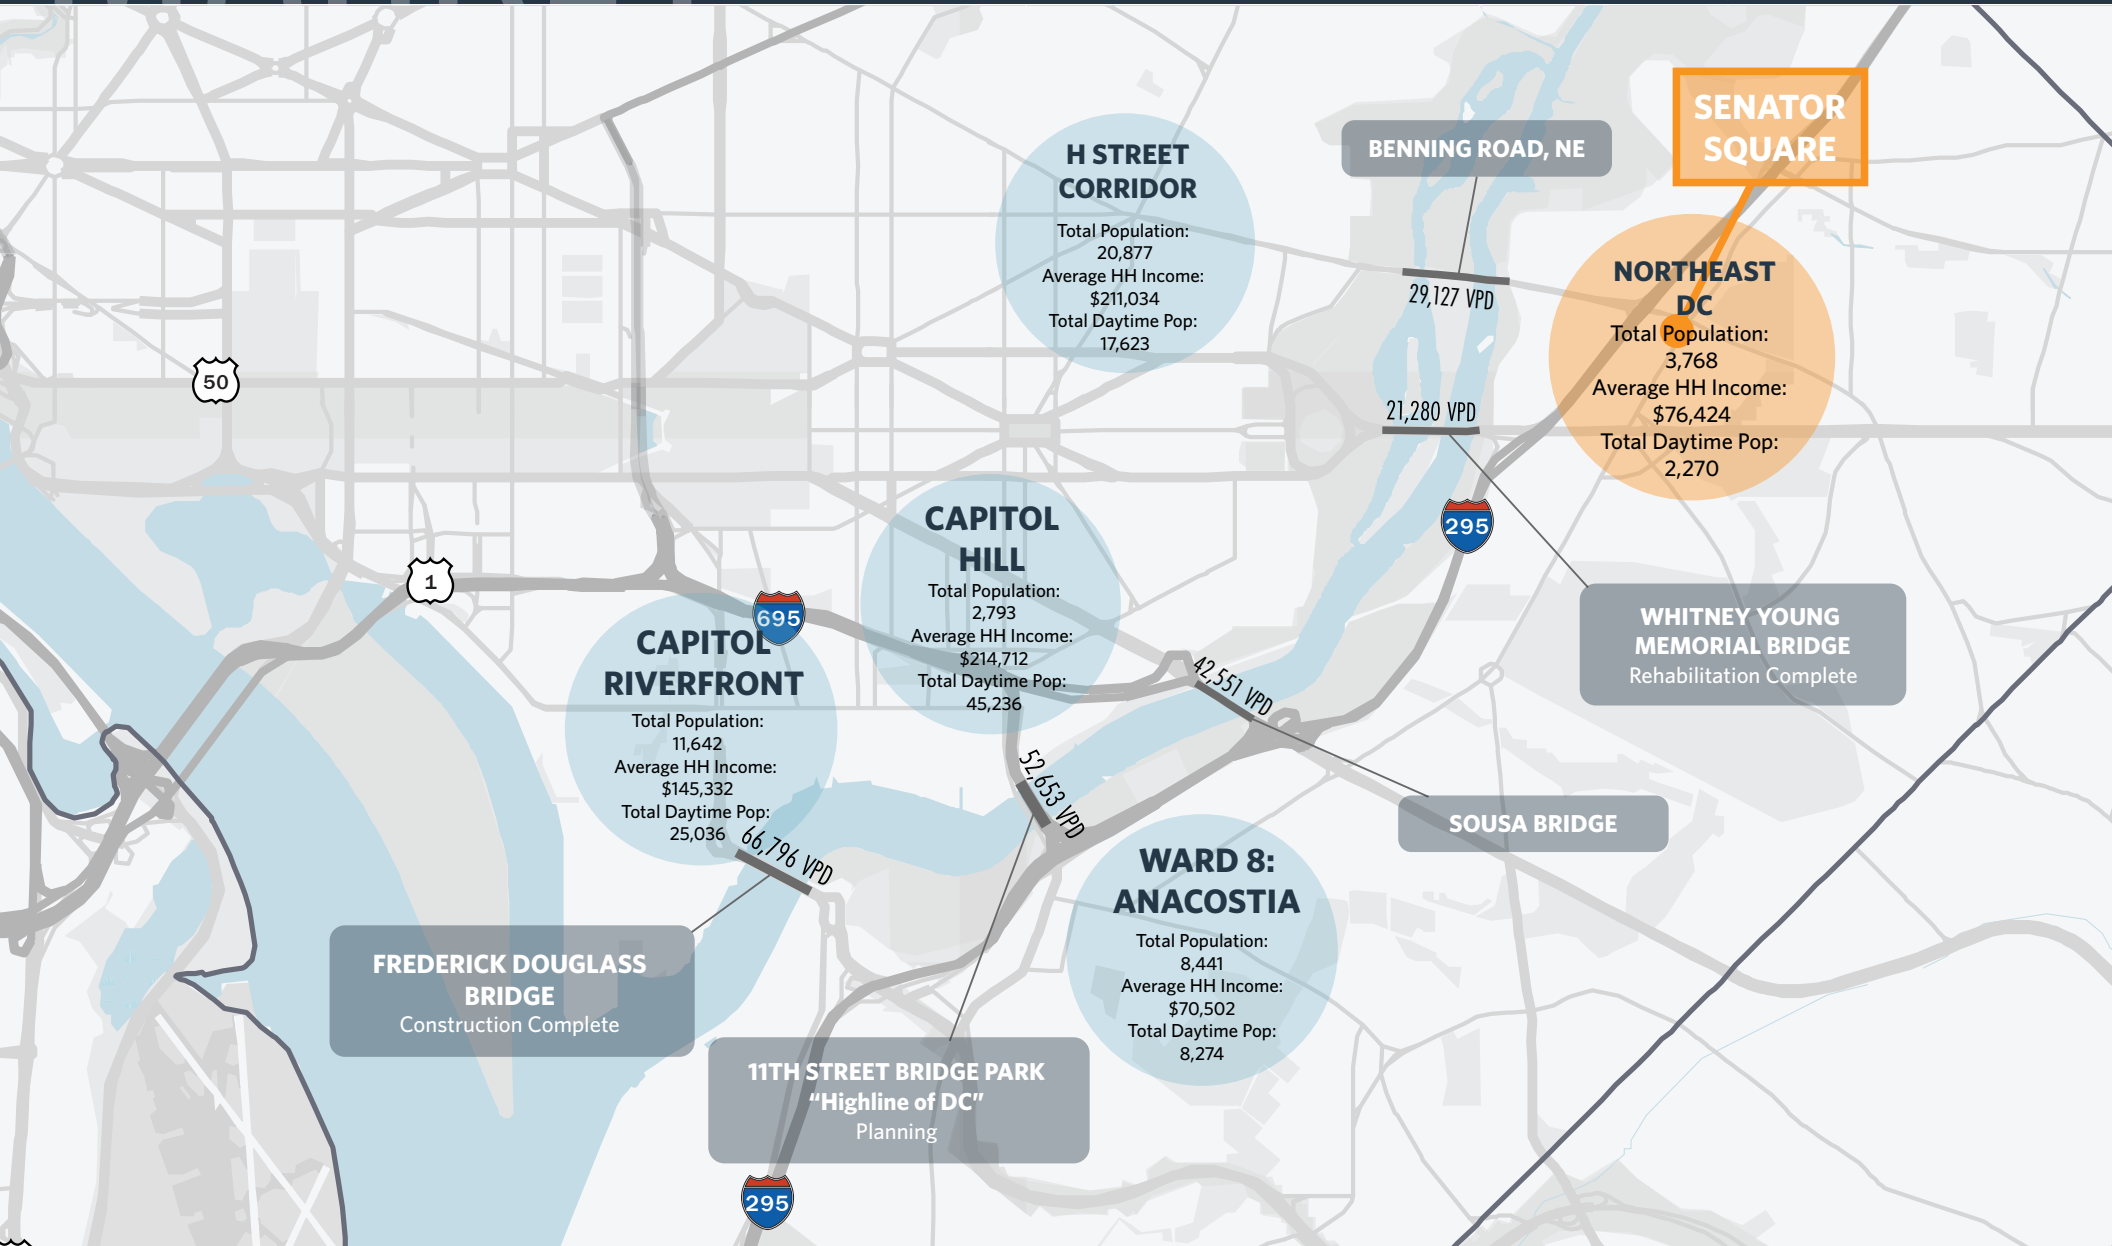 SENATOR
SQUARE
BENNING ROAD, NE
29,127 VPD
H STREET
CORRIDOR
Total Population:
20,877
Average HH Income:
$211,034
Total Daytime Pop:
17,623
NORTHEAST
DC
Total Population:
3,768
Average HH Income:
$76,424
Total Daytime Pop:
2,270
50
21,280 VPD
295
1
695
CAPITOL
HILL
Total Population:
2,793
Average HH Income:
$214,712
Total Daytime Pop:
45,236
WHITNEY YOUNG
MEMORIAL BRIDGE
Rehabilitation Complete
CAPITOL
RIVERFRONT
Total Population:
11,642
Average HH Income:
$145,332
Total Daytime Pop:
25,036
42,551 VPD
52,653 VPD
66,796 VPD
SOUSA BRIDGE
WARD 8:
ANACOSTIA
Total Population:
8,441
Average HH Income:
$70,502
Total Daytime Pop:
8,274
FREDERICK DOUGLASS
BRIDGE
Construction Complete
11TH STREET BRIDGE PARK
“Highline of DC”
Planning
295